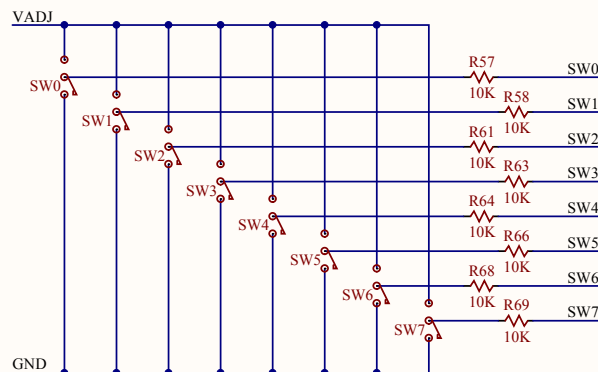 VADJ
R57
SW0
10K
SW0
R58
SW1
10K
SW1
R61
SW2
10K
SW2
R63
SW3
10K
SW3
R64
SW4
10K
SW4
R66
SW5
10K
SW5
R68
SW6
10K
SW6
R69
SW7
10K
SW7
GND